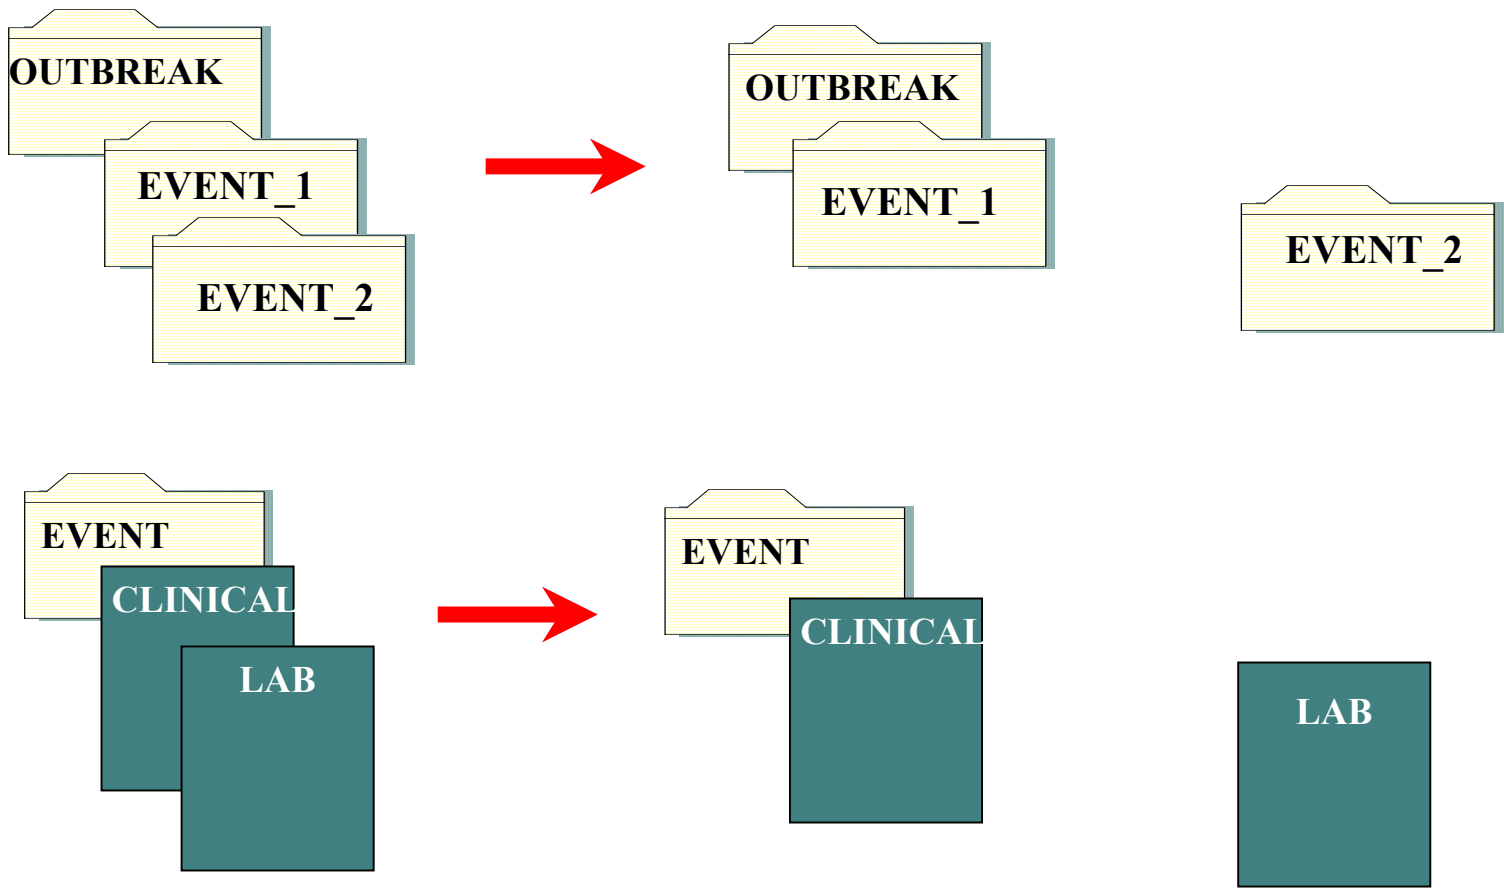 OUTBREAK
EVENT_1
EVENT_2
OUTBREAK
EVENT_1
EVENT_2
EVENT
CLINICAL
LAB
EVENT
CLINICAL
LAB